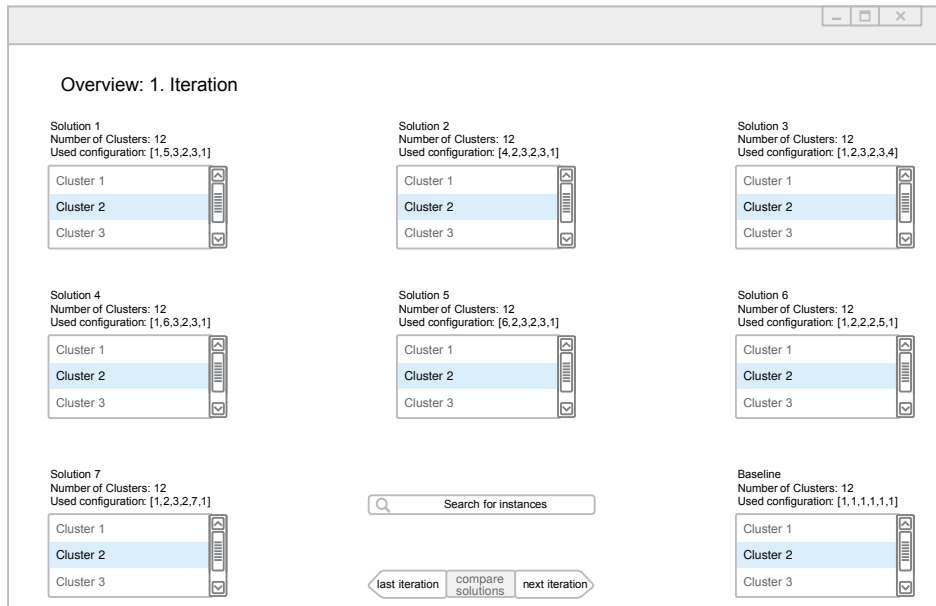 Overview: 1. Iteration
Solution 1
Number of Clusters: 12
Used configuration: [1,5,3,2,3,1]
Cluster 1
Cluster 2
Cluster 3
Solution 2
Number of Clusters: 12
Used configuration: [4,2,3,2,3,1]
Cluster 1
Cluster 2
Cluster 3
Solution 3
Number of Clusters: 12
Used configuration: [1,2,3,2,3,4]
Cluster 1
Cluster 2
Cluster 3
Solution 4
Number of Clusters: 12
Used configuration: [1,6,3,2,3,1]
Cluster 1
Cluster 2
Cluster 3
Solution 5
Number of Clusters: 12
Used configuration: [6,2,3,2,3,1]
Cluster 1
Cluster 2
Cluster 3
Solution 6
Number of Clusters: 12
Used configuration: [1,2,2,2,5,1]
Cluster 1
Cluster 2
Cluster 3
Solution 7
Number of Clusters: 12
Used configuration: [1,2,3,2,7,1]
Cluster 1
Cluster 2
Cluster 3
Search for instances
last iteration
compare
solutions
next iteration
Baseline
Number of Clusters: 12
Used configuration: [1,1,1,1,1,1]
Cluster 1
Cluster 2
Cluster 3